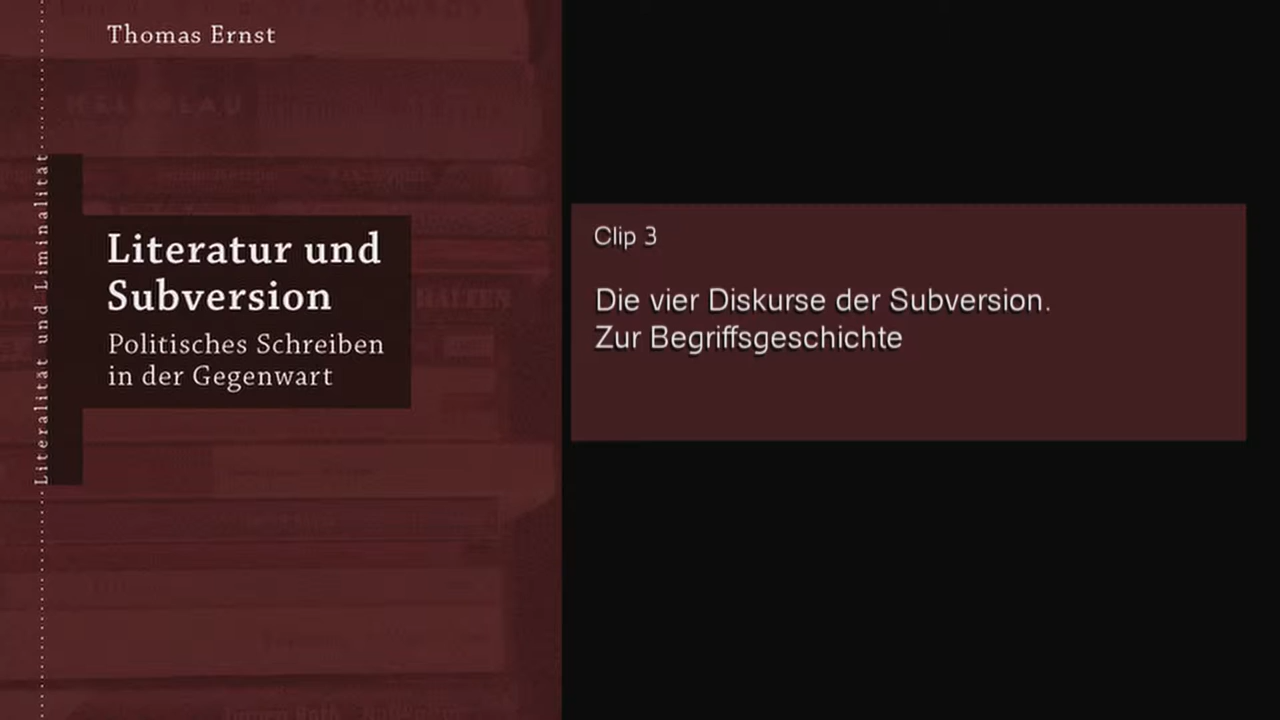 Thomas Ernst
Literalität und Liminalität
Literatur und
Subversion
Politisches Schreiben
in der Gegenwart
Clip 3
Die vier Diskurse der Subversion.
Zur Begriffsgeschichte